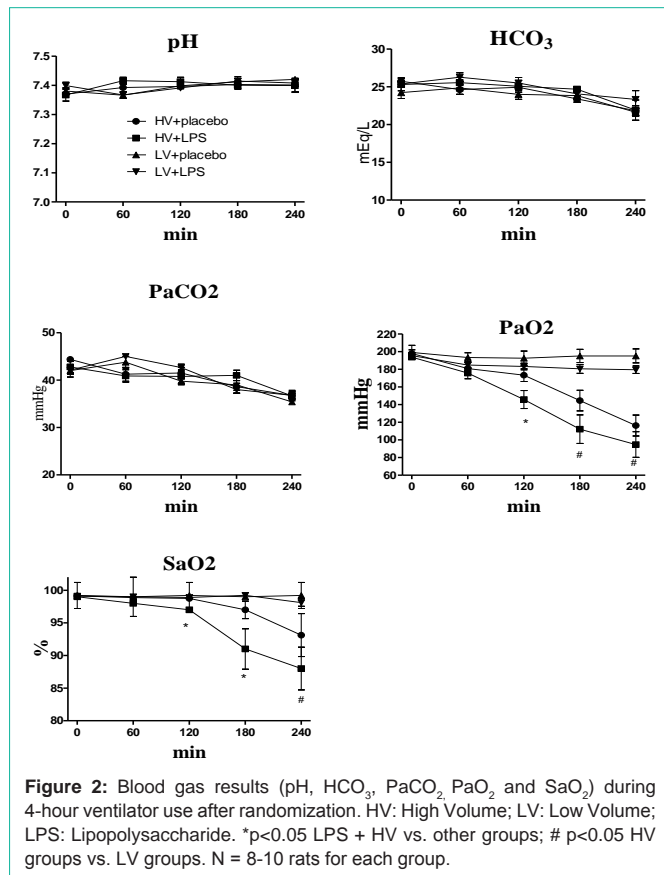 pH
7.5
7.4
7.3
7.2
7.1
7.0
HV+placebo
HV+LPS
LV+placebo
LV+LPS
0 60 120 180 240
min
HCO₃
mEq/L
30
25
20
15
10
0 60 120 180 240
min
PaCO2
mmHg
50
40
30
20
0 60 120 180 240
min
PaO2
mmHg
200
180
160
140
120
100
80
60
* # #
0 60 120 180 240
min
SaO2
%
100
95
90
85
80
* * #
0 60 120 180 240
min
Figure 2: Blood gas results (pH, HCO₃, PaCO₂, PaO₂ and SaO₂) during
4-hour ventilator use after randomization. HV: High Volume; LV: Low Volume;
LPS: Lipopolysaccharide. *p<0.05 LPS + HV vs. other groups; # p<0.05 HV
groups vs. LV groups. N = 8-10 rats for each group.